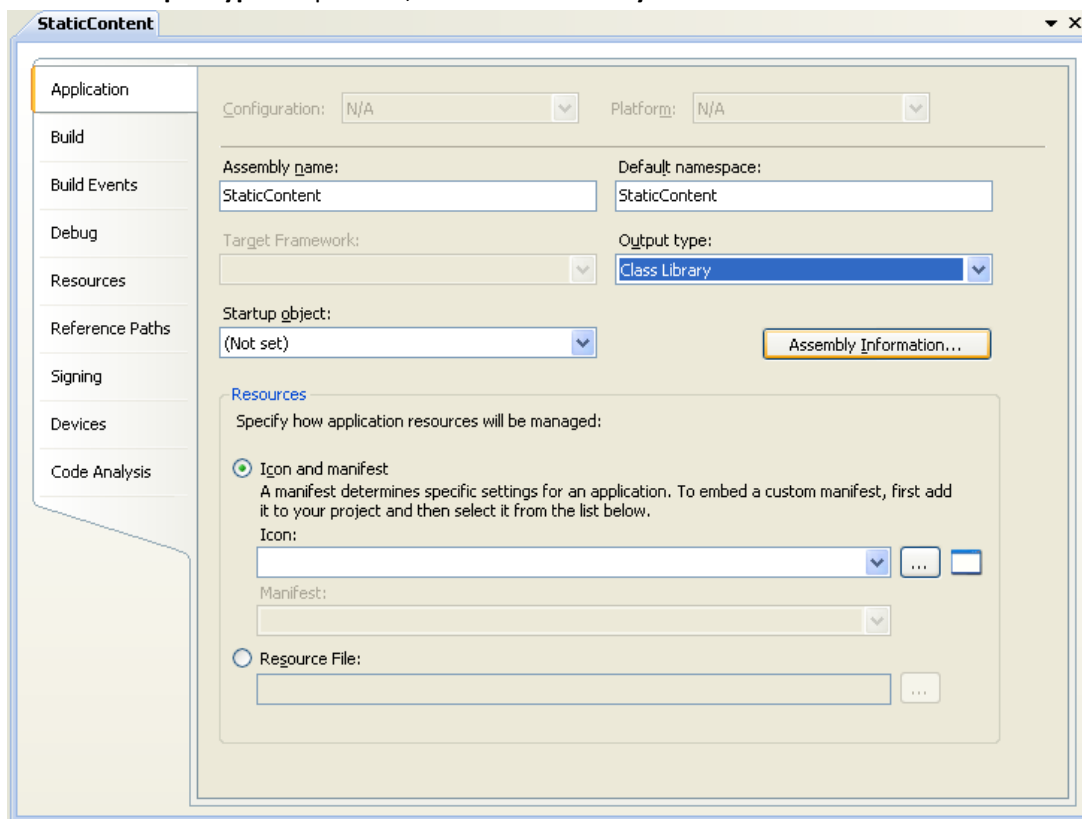 StaticContent
Application
Build
Build Events
Debug
Resources
Reference Paths
Signing
Devices
Code Analysis
Configuration: N/A Platform: N/A
Assembly name: Default namespace:
StaticContent StaticContent
Target Framework: Output type:
Class Library
Startup object:
(Not set) Assembly Information...
Resources
Specify how application resources will be managed:
Icon and manifest
A manifest determines specific settings for an application. To embed a custom manifest, first add
it to your project and then select it from the list below.
Icon:
...
Manifest:
Resource File:
...